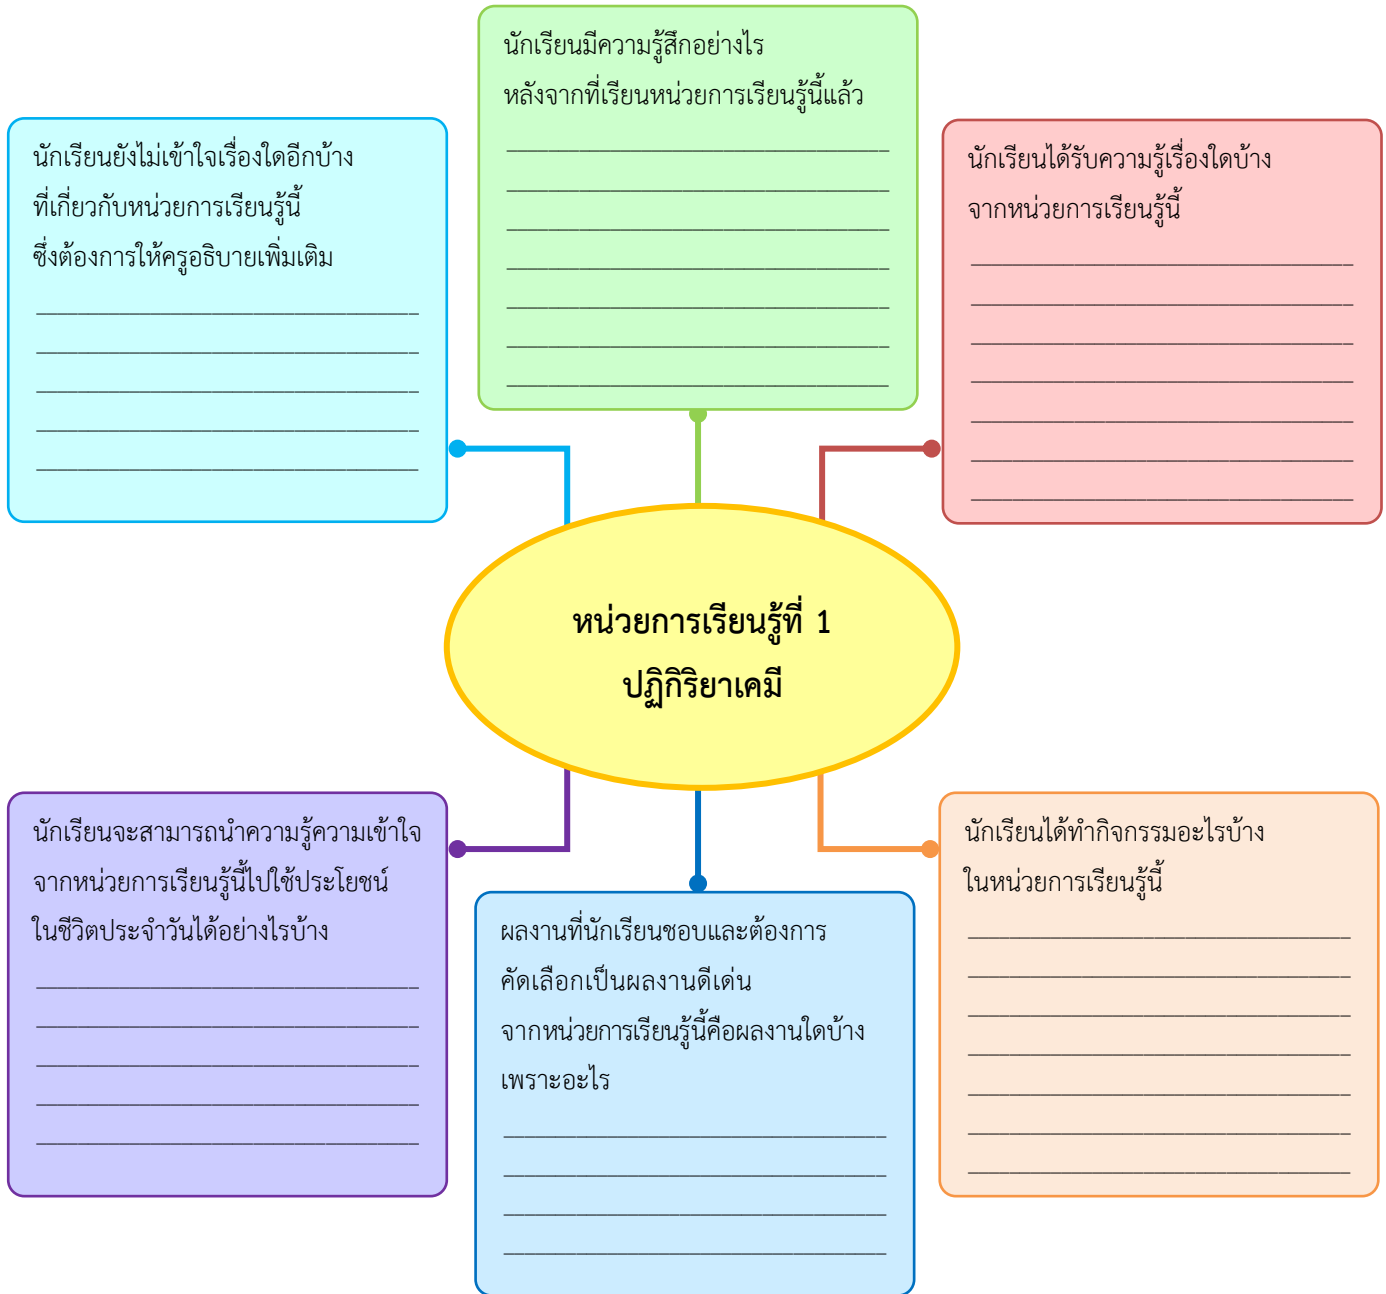 นักเรียนมีความรู้สึกอย่างไร
หลังจากที่เรียนหน่วยการเรียนรู้นี้แล้ว
นักเรียนยังไม่เข้าใจเรื่องใดอีกบ้าง
ที่เกี่ยวกับหน่วยการเรียนรู้นี้
ซึ่งต้องการให้ครูอธิบายเพิ่มเติม
นักเรียนได้รับความรู้เรื่องใดบ้าง
จากหน่วยการเรียนรู้นี้
หน่วยการเรียนรู้ที่ 1
ปฏิกิริยาเคมี
นักเรียนจะสามารถนำความรู้ความเข้าใจ
จากหน่วยการเรียนรู้นี้ไปใช้ประโยชน์
ในชีวิตประจำวันได้อย่างไรบ้าง
ผลงานที่นักเรียนชอบและต้องการ
คัดเลือกเป็นผลงานดีเด่น
จากหน่วยการเรียนรู้นี้คือผลงานใดบ้าง
เพราะอะไร
นักเรียนได้ทำกิจกรรมอะไรบ้าง
ในหน่วยการเรียนรู้นี้